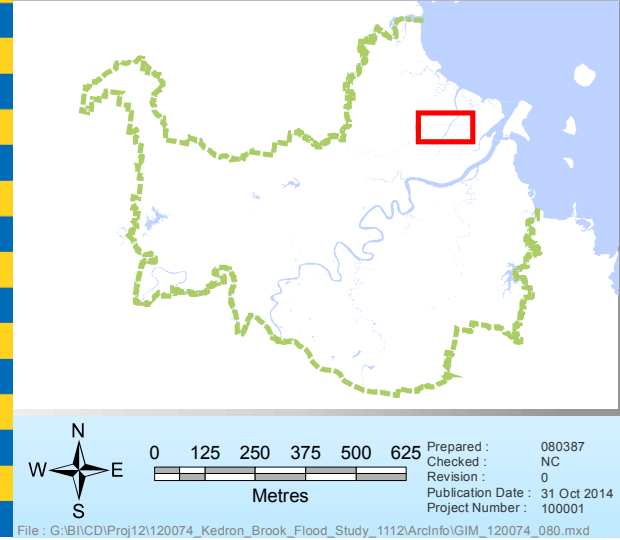 N
W E
S
0 125 250 375 500 625
Metres
Prepared : 080387
Checked : NC
Revision : 0
Publication Date : 31 Oct 2014
Project Number : 100001
File : G:\BI\CD\Proj12\120074_Kedron_Brook_Flood_Study_1112\ArcInfo\GIM_120074_080.mxd